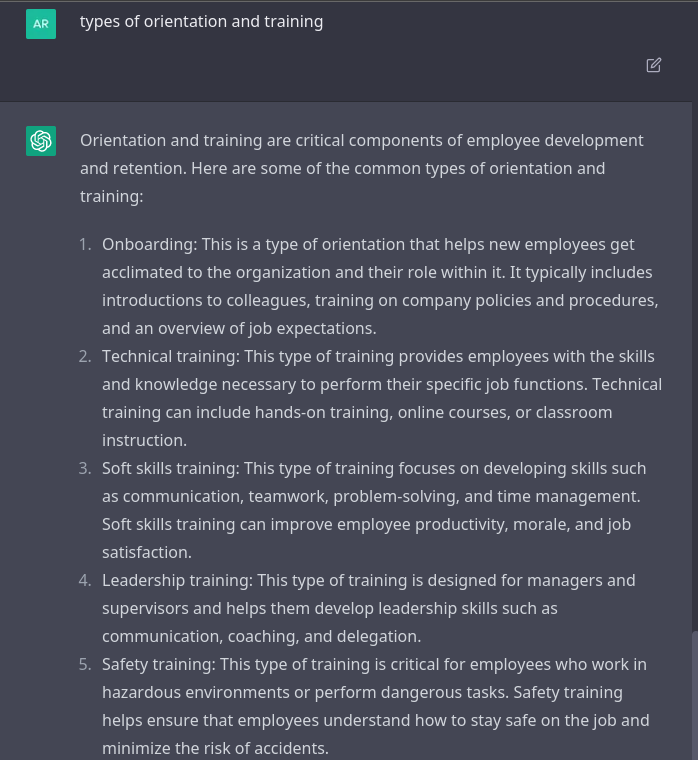 AR
types of orientation and training
Orientation and training are critical components of employee development
and retention. Here are some of the common types of orientation and
training:
1. Onboarding: This is a type of orientation that helps new employees get
acclimated to the organization and their role within it. It typically includes
introductions to colleagues, training on company policies and procedures,
and an overview of job expectations.
2. Technical training: This type of training provides employees with the skills
and knowledge necessary to perform their specific job functions. Technical
training can include hands-on training, online courses, or classroom
instruction.
3. Soft skills training: This type of training focuses on developing skills such
as communication, teamwork, problem-solving, and time management.
Soft skills training can improve employee productivity, morale, and job
satisfaction.
4. Leadership training: This type of training is designed for managers and
supervisors and helps them develop leadership skills such as
communication, coaching, and delegation.
5. Safety training: This type of training is critical for employees who work in
hazardous environments or perform dangerous tasks. Safety training
helps ensure that employees understand how to stay safe on the job and
minimize the risk of accidents.